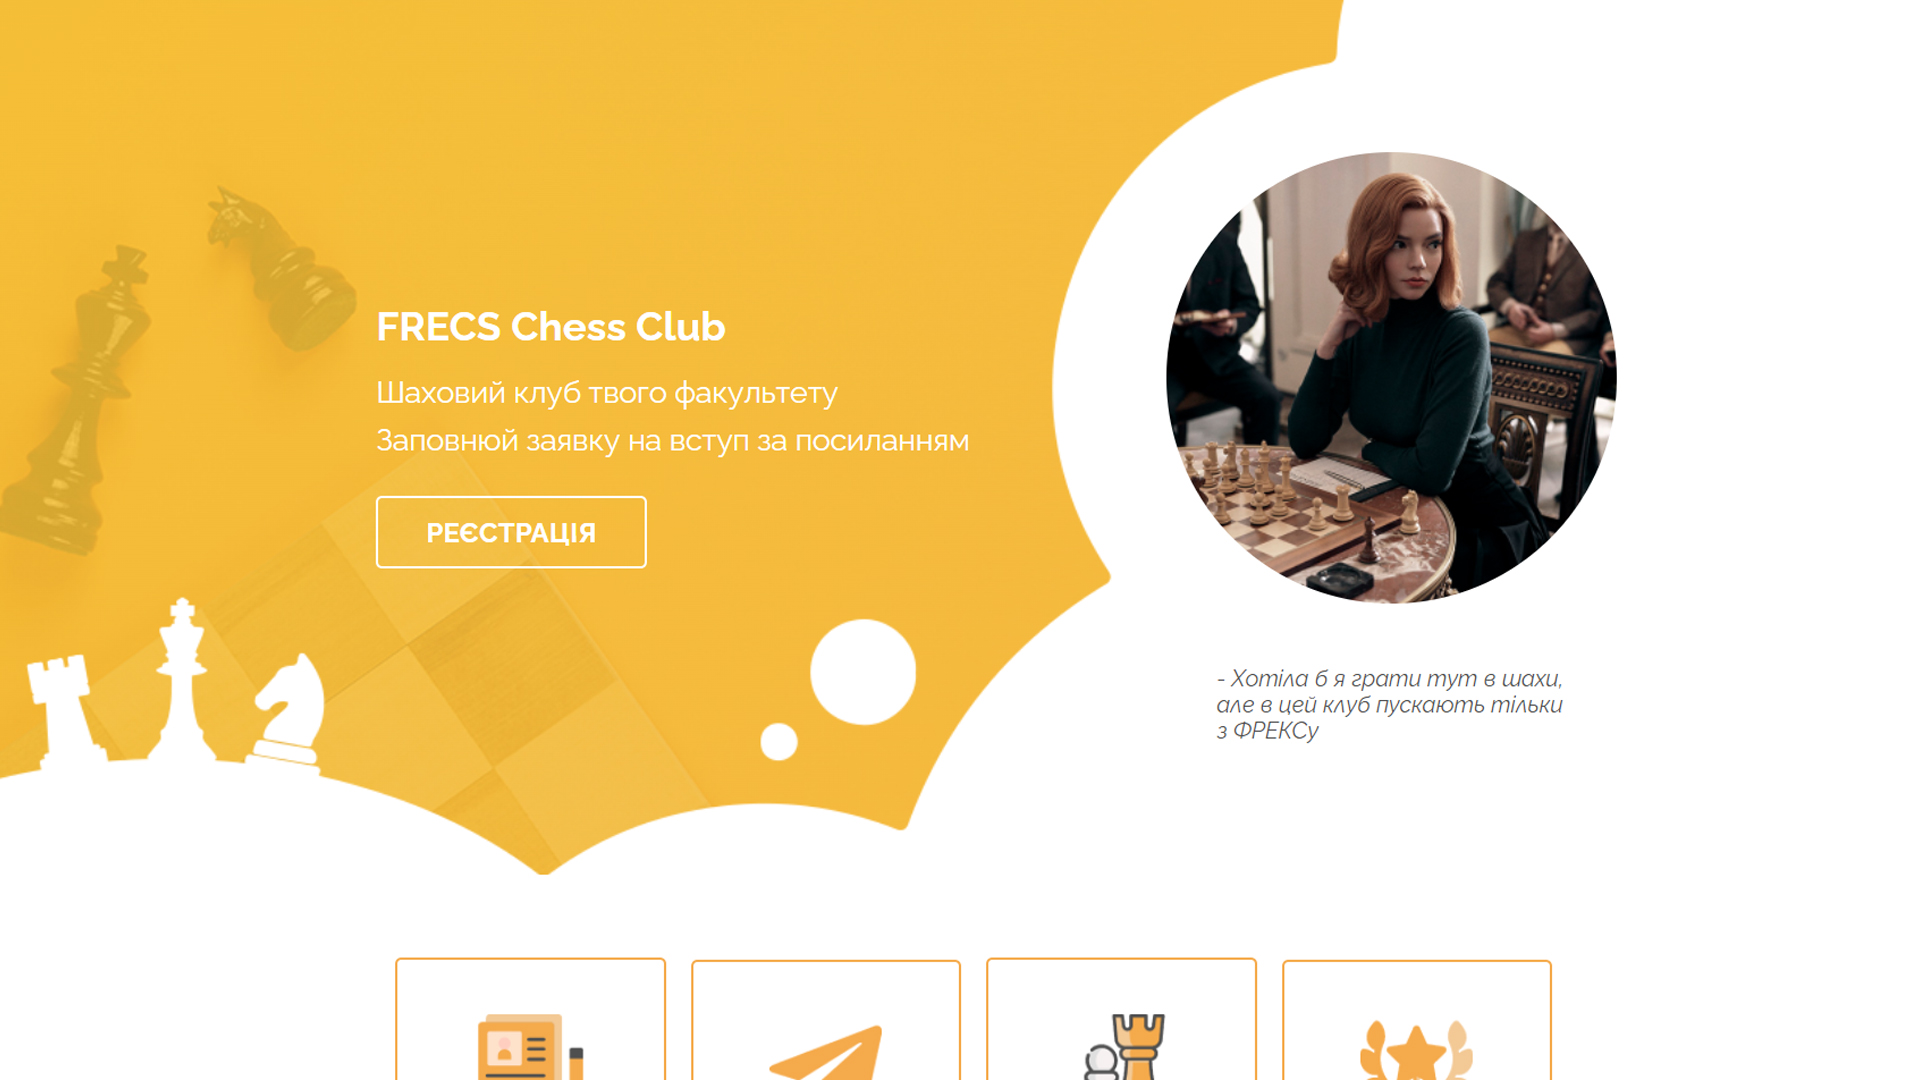 FRECS Chess Club
Шаховий клуб твого факультету
Заповнюй заявку на вступ за посиланням
РЕЄСТРАЦІЯ
- Хотіла б я грати тут в шахи,
але в цей клуб пускають тільки
з ФРЕКСу